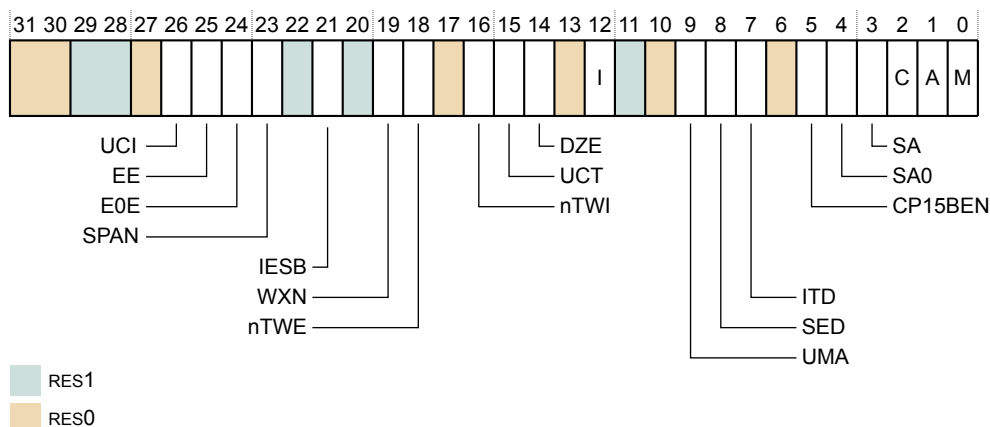 31 30 29 28 27 26 25 24 23 22 21 20 19 18 17 16 15 14 13 12 11 10 9 8 7 6 5 4 3 2 1 0
I C A M
UCI DZE SA
EE UCT SA0
E0E nTWI CP15BEN
SPAN
IESB
WXN ITD
nTWE SED
UMA
RES1
RES0